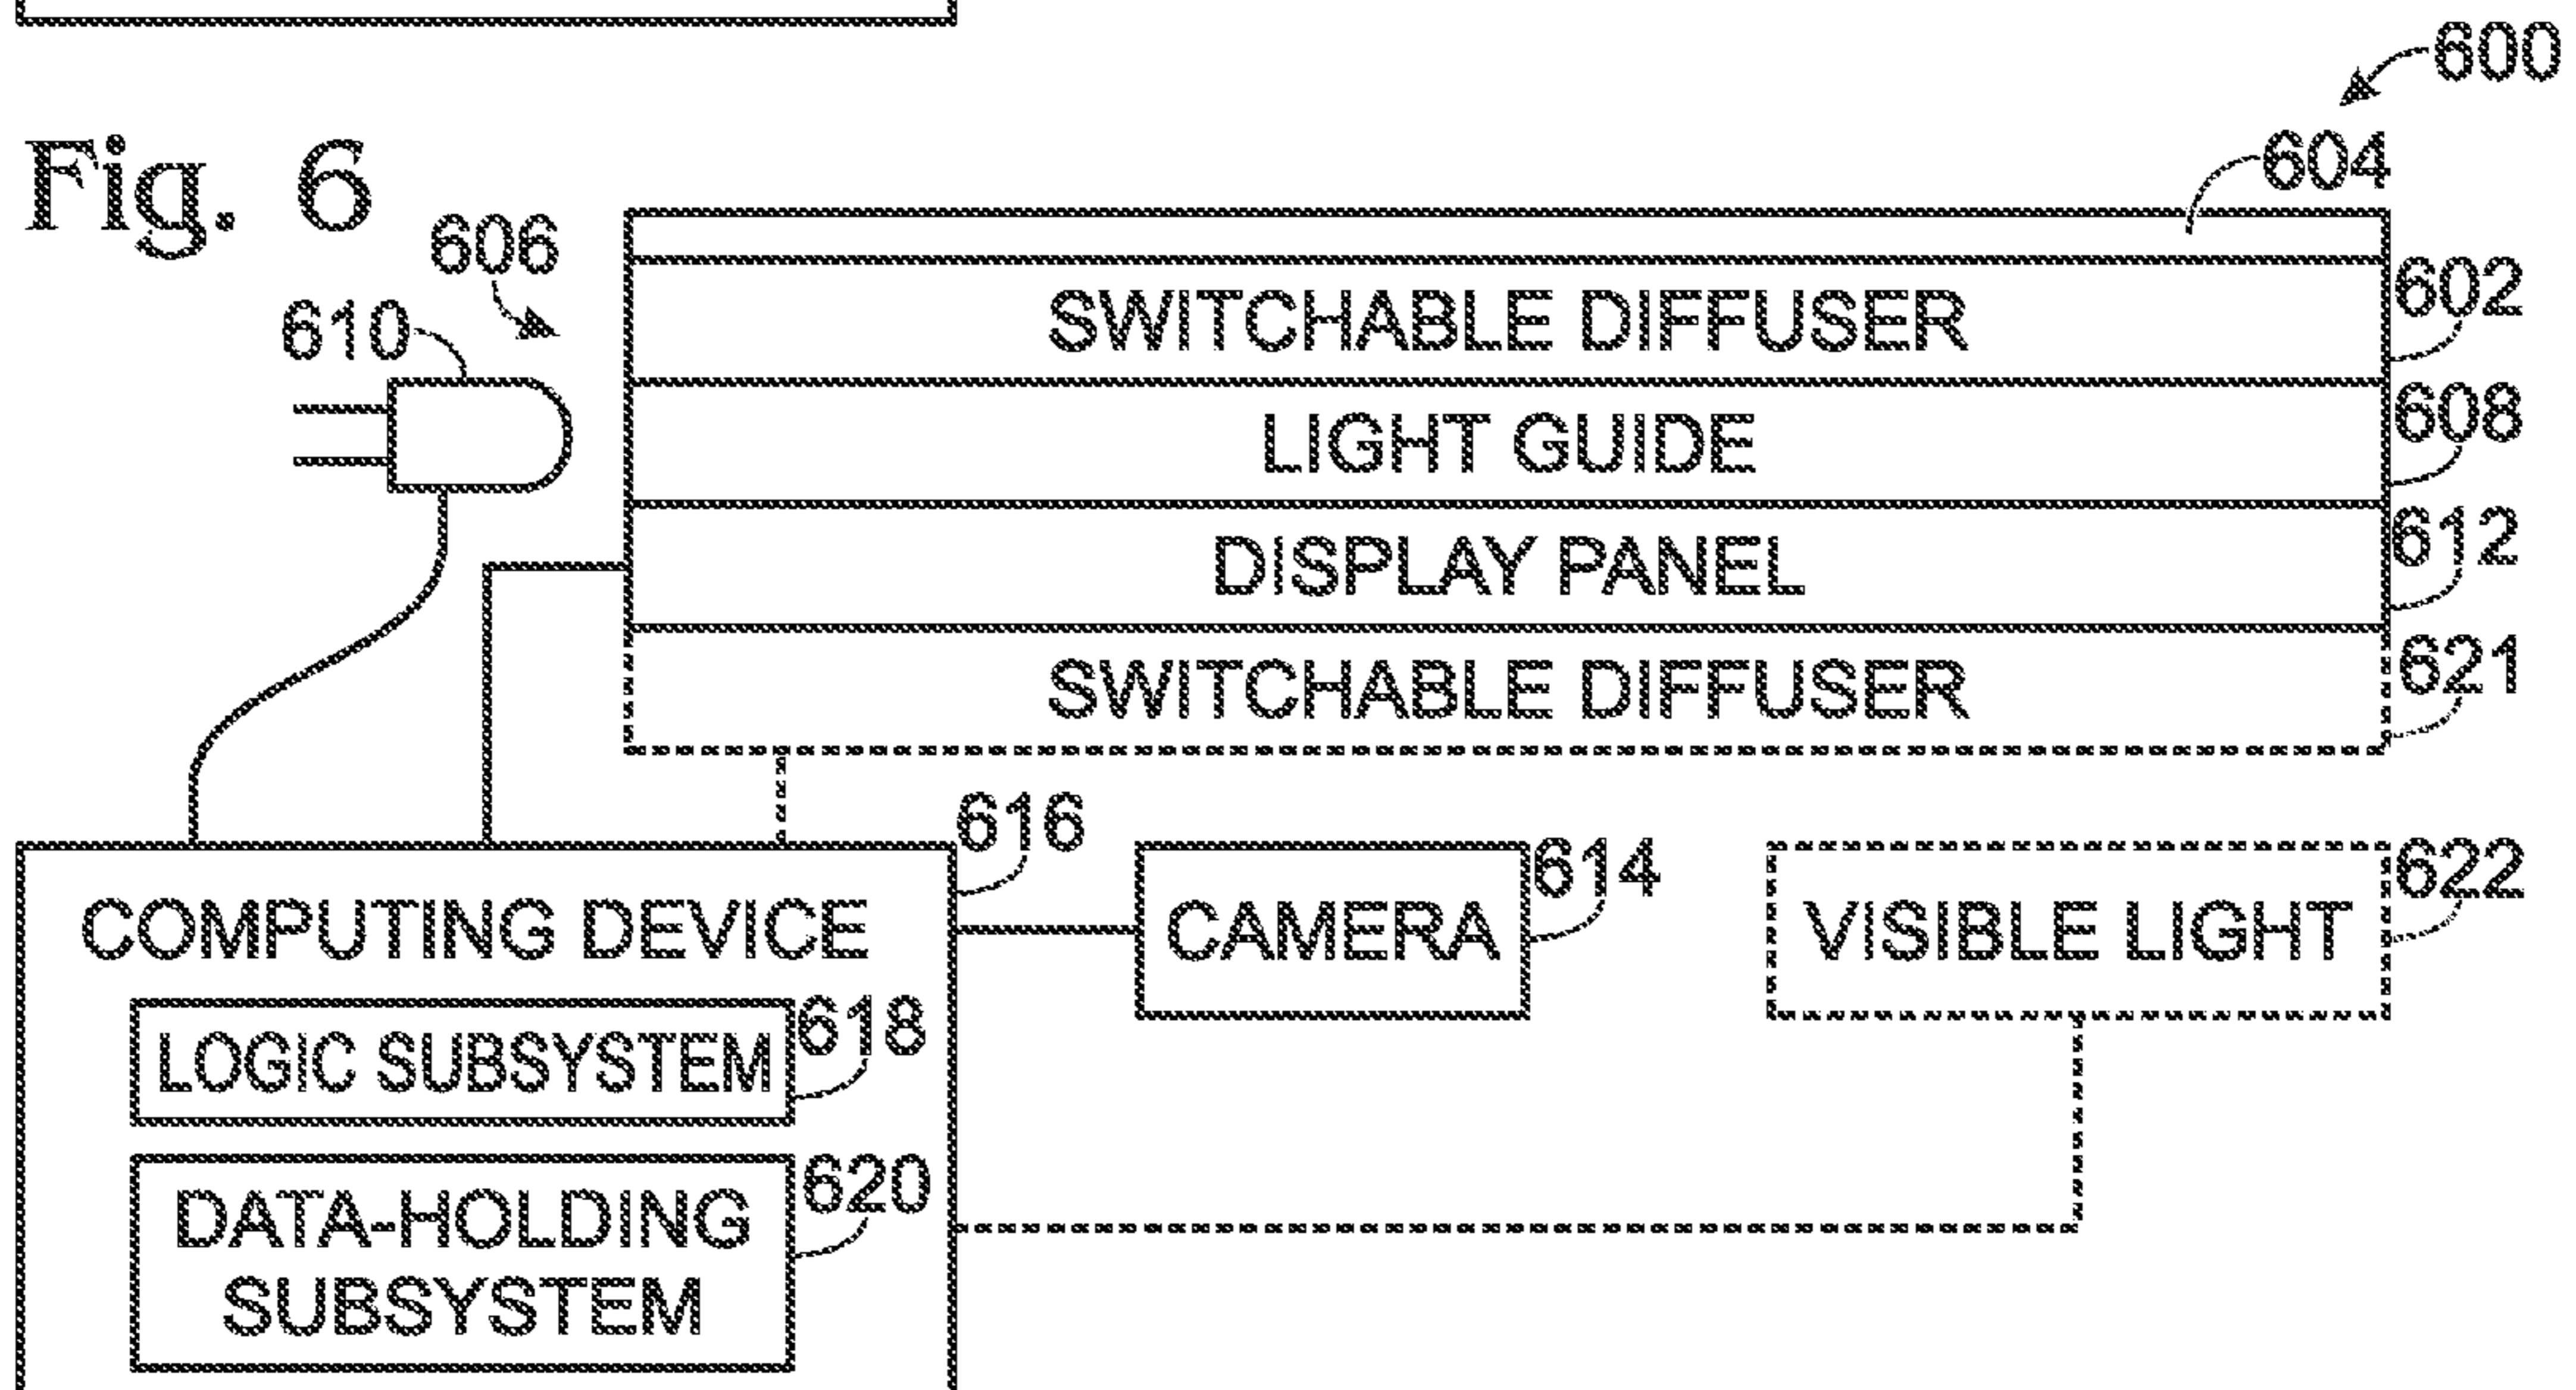 600
Fig. 6
604
606
610
SWITCHABLE DIFFUSER
602
LIGHT GUIDE
608
DISPLAY PANEL
612
SWITCHABLE DIFFUSER
621
616
COMPUTING DEVICE
CAMERA
614
VISIBLE LIGHT
622
LOGIC SUBSYSTEM
618
DATA-HOLDING
SUBSYSTEM
620